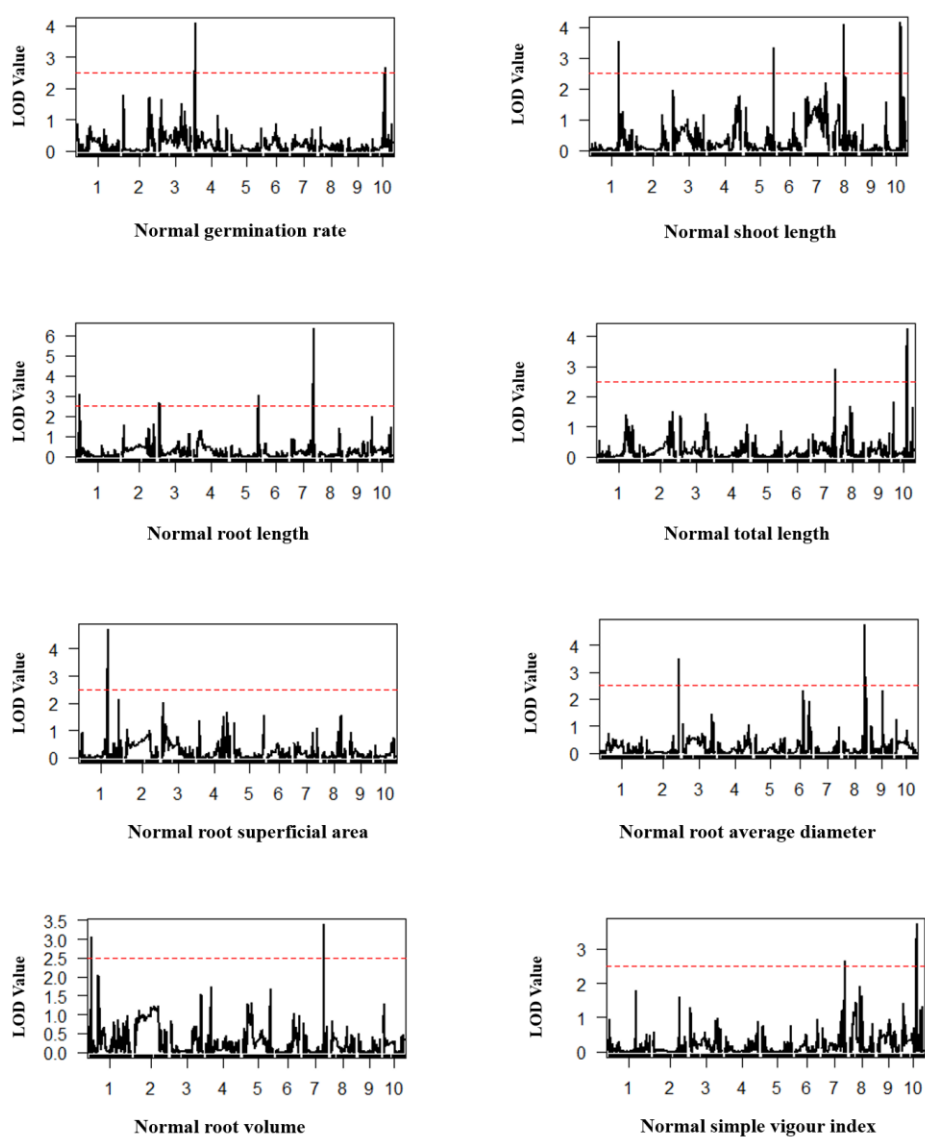 LOD Value
4
3
2
1
0
1 2 3 4 5 6 7 8 9 10
Normal germination rate
LOD Value
4
3
2
1
0
1 2 3 4 5 6 7 8 9 10
Normal shoot length
LOD Value
6
5
4
3
2
1
0
1 2 3 4 5 6 7 8 9 10
Normal root length
LOD Value
4
3
2
1
0
1 2 3 4 5 6 7 8 9 10
Normal total length
LOD Value
4
3
2
1
0
1 2 3 4 5 6 7 8 9 10
Normal root superficial area
LOD Value
4
3
2
1
0
1 2 3 4 5 6 7 8 9 10
Normal root average diameter
LOD Value
3.5
3.0
2.5
2.0
1.5
1.0
0.5
0.0
1 2 3 4 5 6 7 8 9 10
Normal root volume
LOD Value
3
2
1
0
1 2 3 4 5 6 7 8 9 10
Normal simple vigour index